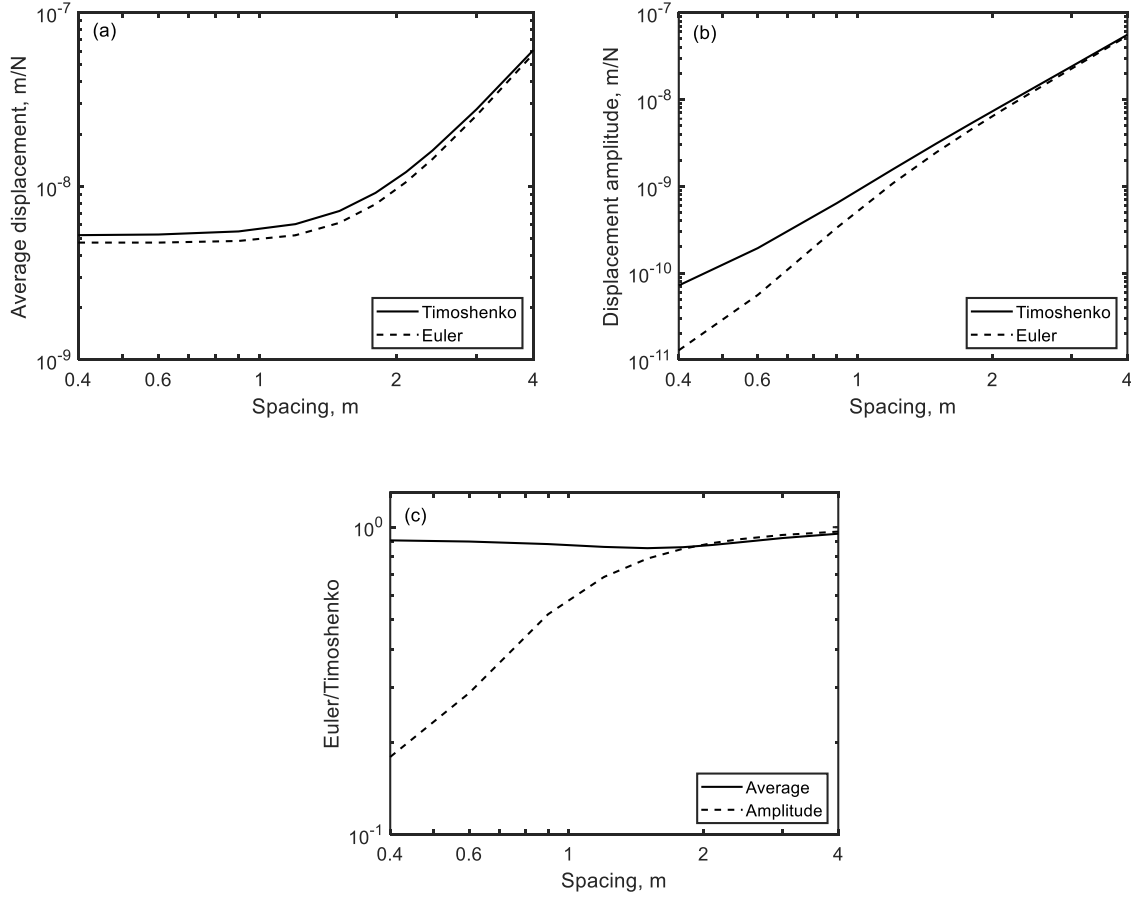 (a)
Average displacement, m/N
10^-7
10^-8
10^-9
0.4 0.6 1 2 4
Spacing, m
Timoshenko
Euler
(b)
Displacement amplitude, m/N
10^-7
10^-8
10^-9
10^-10
10^-11
0.4 0.6 1 2 4
Spacing, m
Timoshenko
Euler
(c)
Euler/Timoshenko
10^0
10^-1
0.4 0.6 1 2 4
Spacing, m
Average
Amplitude